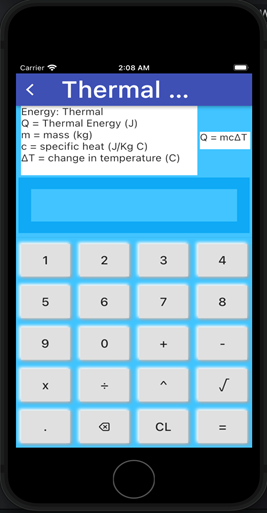 Carrier 2:08 AM
Thermal ...
Energy: Thermal
Q = Thermal Energy (J)
m = mass (kg)
c = specific heat (J/Kg C)
ΔT = change in temperature (C)
Q = mcΔT
1 2 3 4
5 6 7 8
9 0 + -
x ÷ ^ √
. ⌫ CL =